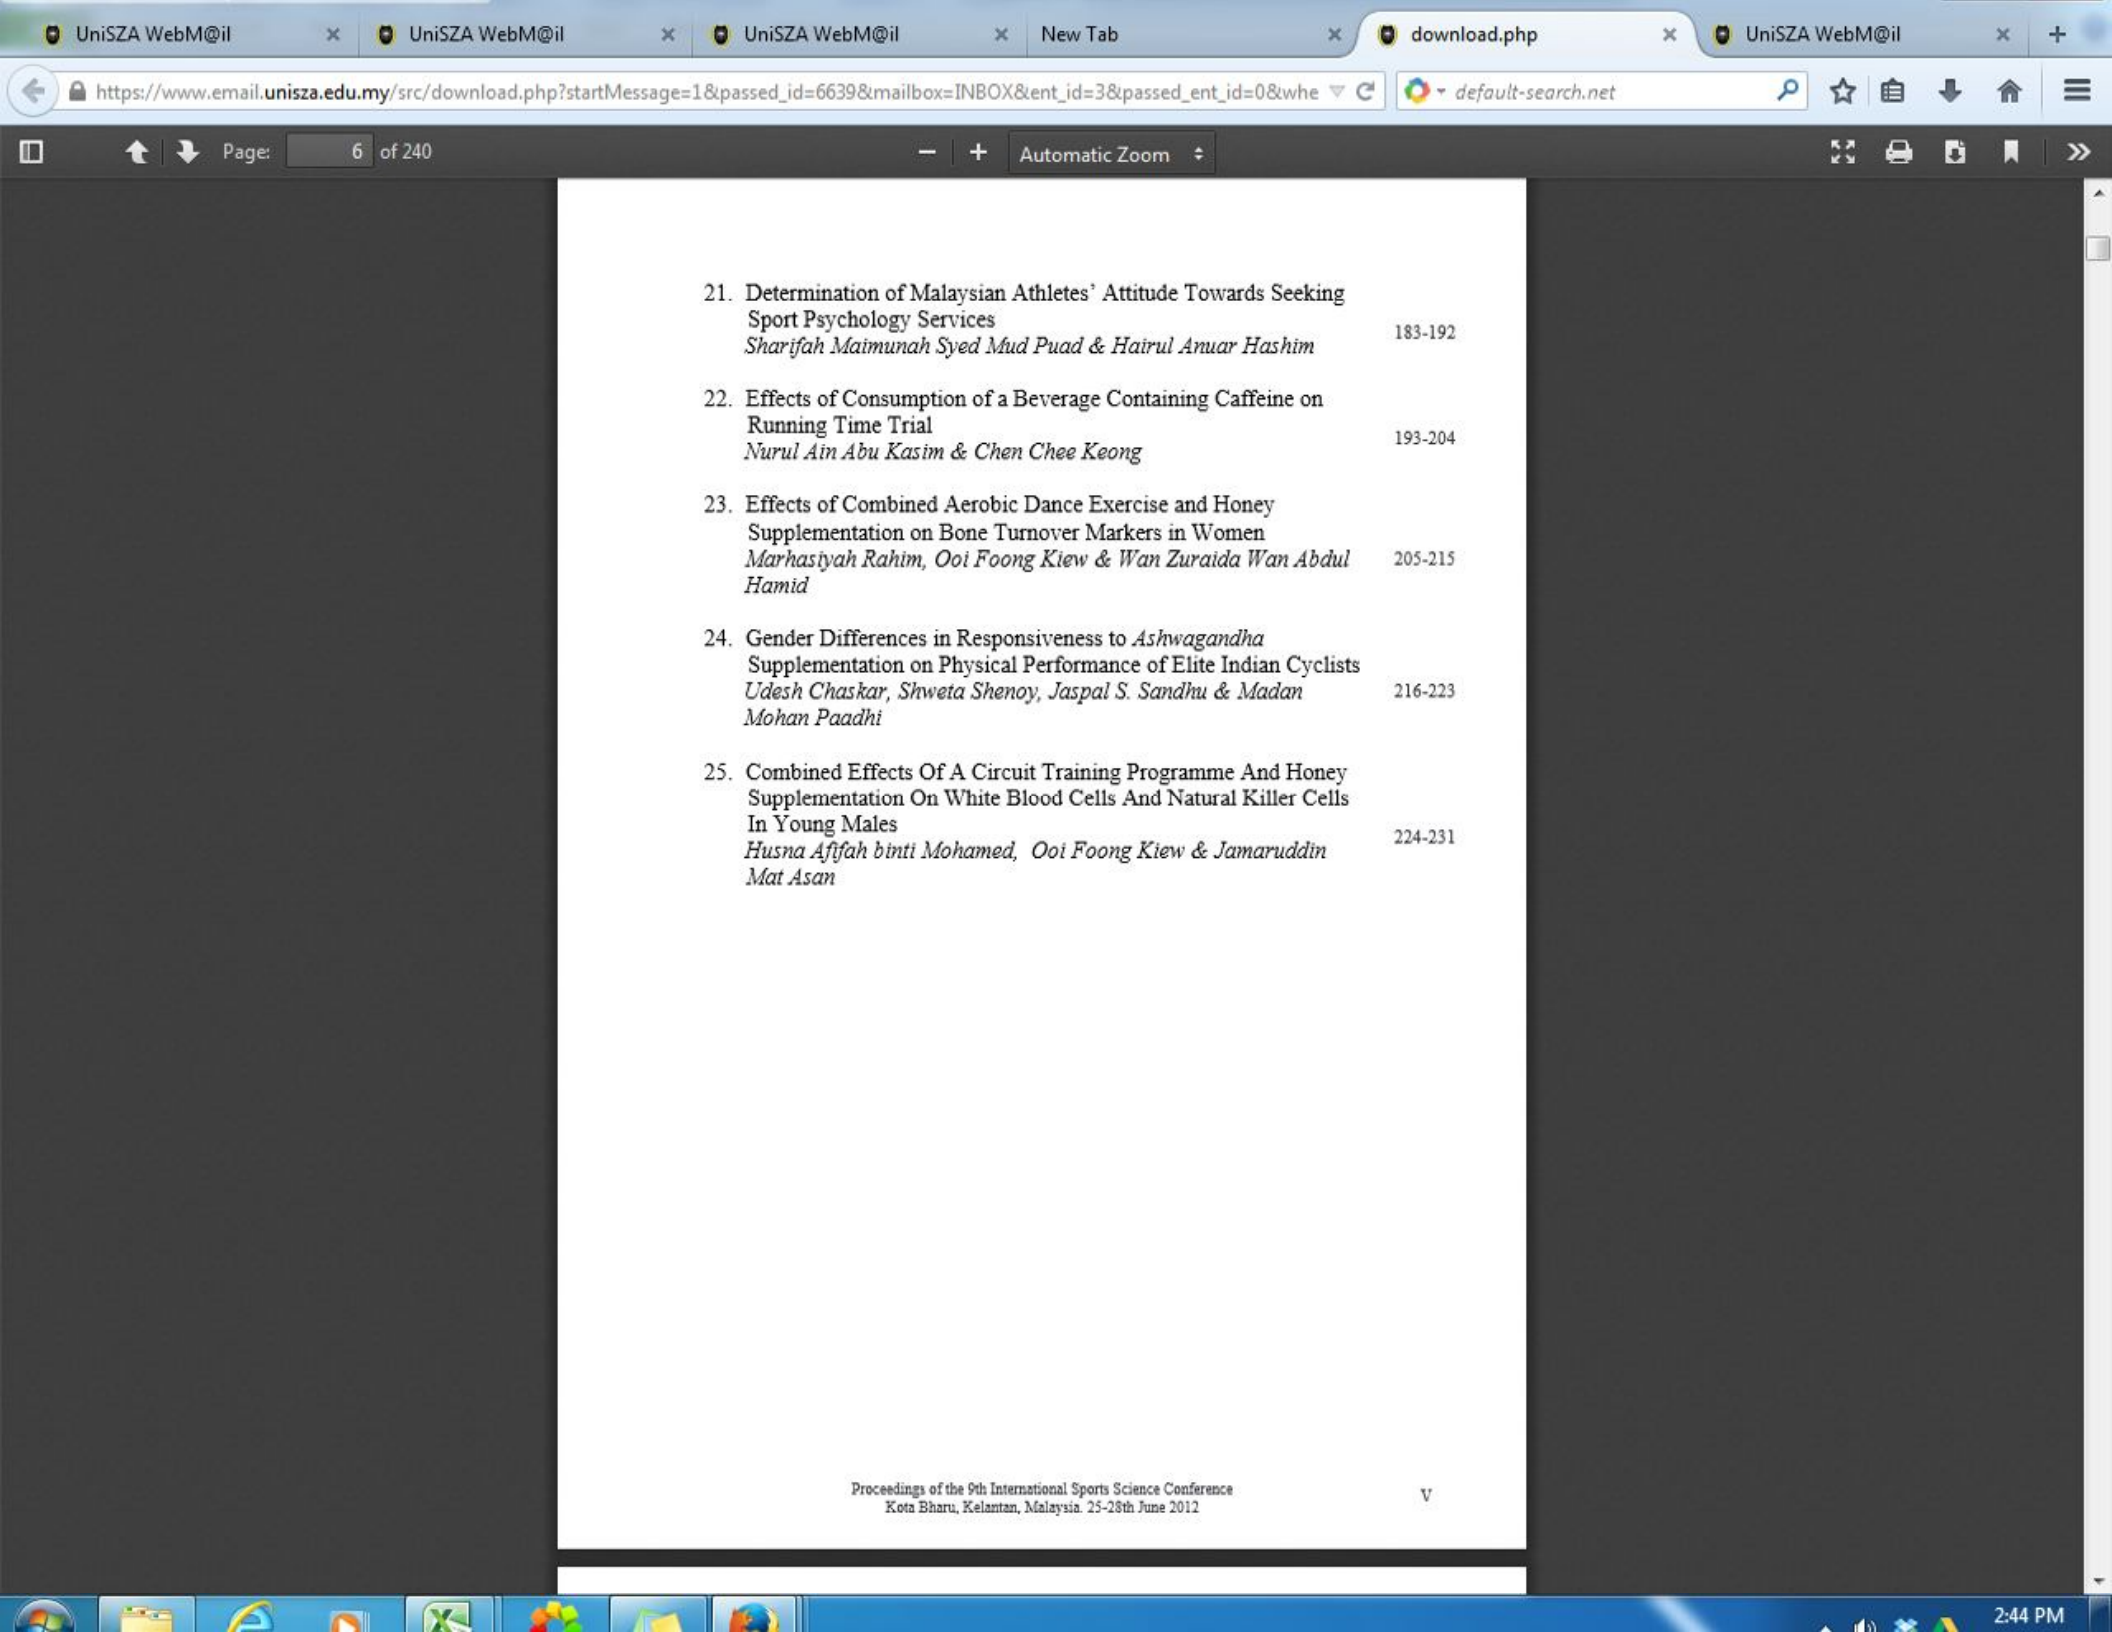 UniSZA WebM@il
UniSZA WebM@il
UniSZA WebM@il
New Tab
download.php
UniSZA WebM@il
https://www.email.unisza.edu.my/src/download.php?startMessage=1&passed_id=6639&mailbox=INBOX&ent_id=3&passed_ent_id=0&whe
default-search.net
Page: 6 of 240
Automatic Zoom
21. Determination of Malaysian Athletes' Attitude Towards Seeking
Sport Psychology Services
183-192
Sharifah Maimunah Syed Mud Puad & Hairul Anuar Hashim
22. Effects of Consumption of a Beverage Containing Caffeine on
Running Time Trial
193-204
Nurul Ain Abu Kasim & Chen Chee Keong
23. Effects of Combined Aerobic Dance Exercise and Honey
Supplementation on Bone Turnover Markers in Women
Marhasiyah Rahim, Ooi Foong Kiew & Wan Zuraida Wan Abdul 205-215
Hamid
24. Gender Differences in Responsiveness to Ashwagandha
Supplementation on Physical Performance of Elite Indian Cyclists
Udesh Chaskar, Shweta Shenoy, Jaspal S. Sandhu & Madan 216-223
Mohan Paadhi
25. Combined Effects Of A Circuit Training Programme And Honey
Supplementation On White Blood Cells And Natural Killer Cells
In Young Males
224-231
Husna Afifah binti Mohamed, Ooi Foong Kiew & Jamaruddin
Mat Asan
Proceedings of the 9th International Sports Science Conference
Kota Bharu, Kelantan, Malaysia. 25-28th June 2012
V
2:44 PM